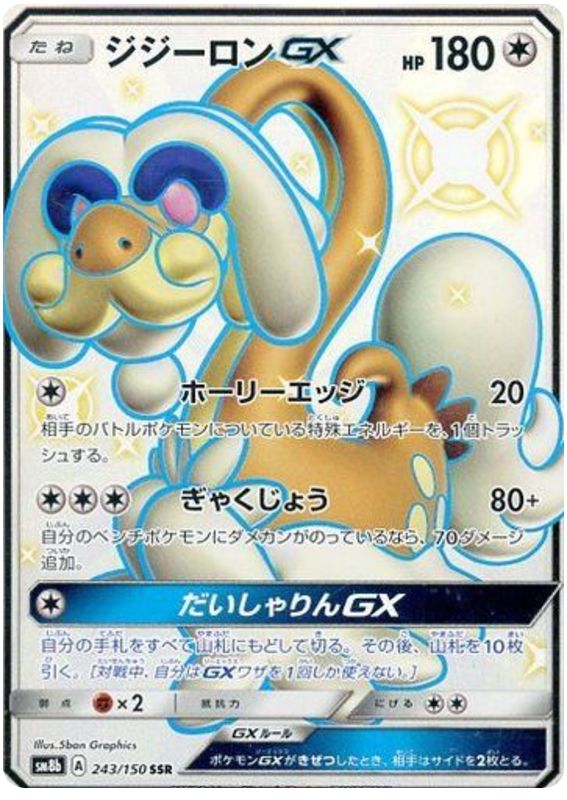 たね ジジーロンGX HP 180
ホーリーエッジ 20
相手のバトルポケモンについている特殊エネルギーを、1個トラッ
シュする。
ぎゃくじょう 80+
自分のベンチポケモンにダメカンがのっているなら、70ダメージ
追加。
だいしゃりんGX
自分の手札をすべて山札にもどして切る。その後、山札を10枚
引く。[対戦中、自分はGXワザを1回しか使えない。]
弱点 ×2 抵抗力 にげる
Illus.5ban Graphics
GXルール
ポケモンGXがきぜつしたとき、相手はサイドを2枚とる。
SM8b A 243/150 SSR